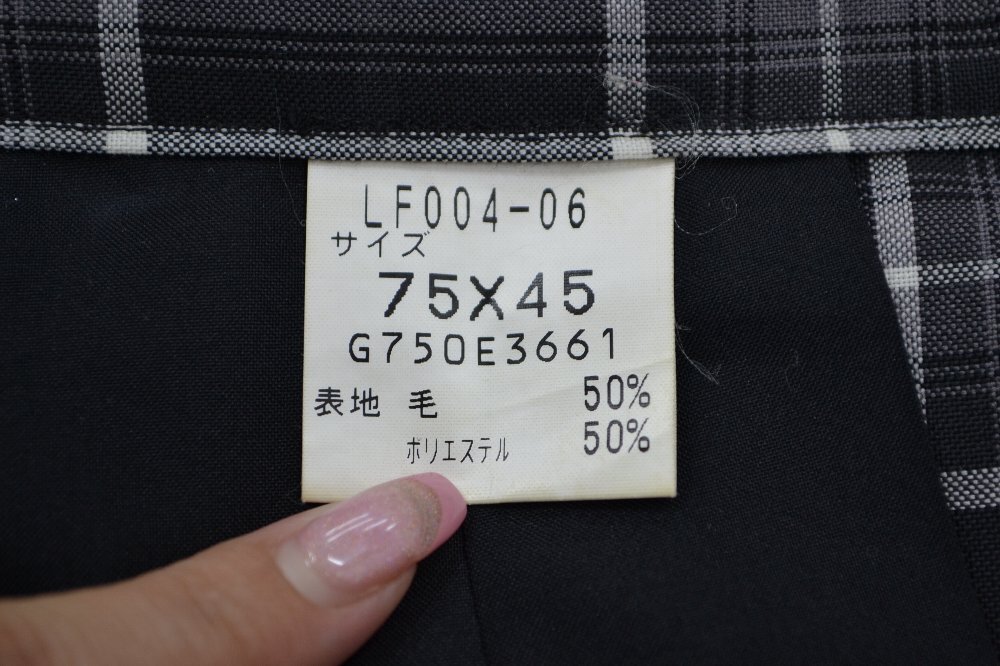 LF004-06
サイズ
75X45
G750E3661
表地 毛 50%
ポリエステル 50%